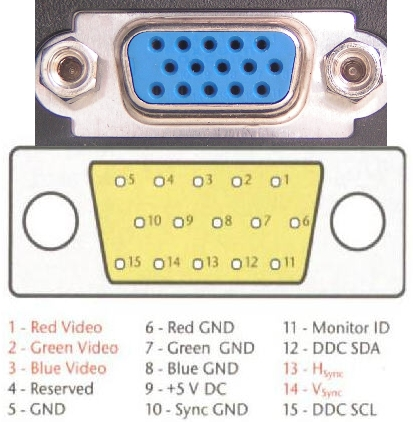 5 4 3 2 1
10 9 8 7 6
15 14 13 12 11
1 - Red Video 6 - Red GND 11 - Monitor ID
2 - Green Video 7 - Green GND 12 - DDC SDA
3 - Blue Video 8 - Blue GND 13 - HSync
4 - Reserved 9 - +5 V DC 14 - VSync
5 - GND 10 - Sync GND 15 - DDC SCL